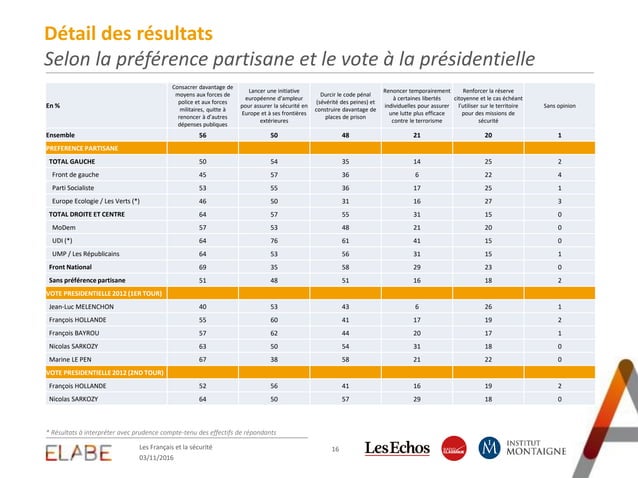 Détail des résultats
Selon la préférence partisane et le vote à la présidentielle
En %
Consacrer davantage de
moyens aux forces de
police et aux forces
militaires, quitte à
renoncer à d'autres
dépenses publiques
Lancer une initiative
européenne d'ampleur
pour assurer la sécurité en
Europe et à ses frontières
extérieures
Durcir le code pénal
(sévérité des peines) et
construire davantage de
places de prison
Renoncer temporairement
à certaines libertés
individuelles pour assurer
une lutte plus efficace
contre le terrorisme
Renforcer la réserve
citoyenne et le cas échéant
l'utiliser sur le territoire
pour des missions de
sécurité
Sans opinion
Ensemble 56 50 48 21 20 1
PREFERENCE PARTISANE
TOTAL GAUCHE 50 54 35 14 25 2
Front de gauche 45 57 36 6 22 4
Parti Socialiste 53 55 36 17 25 1
Europe Ecologie / Les Verts (*) 46 50 31 16 27 3
TOTAL DROITE ET CENTRE 64 57 55 31 15 0
MoDem 57 53 48 21 20 0
UDI (*) 64 76 61 41 15 0
UMP / Les Républicains 64 53 56 31 15 1
Front National 69 35 58 29 23 0
Sans préférence partisane 51 48 51 16 18 2
VOTE PRESIDENTIELLE 2012 (1ER TOUR)
Jean-Luc MELENCHON 40 53 43 6 26 1
François HOLLANDE 55 60 41 17 19 2
François BAYROU 57 62 44 20 17 1
Nicolas SARKOZY 63 50 54 31 18 0
Marine LE PEN 67 38 58 21 22 0
VOTE PRESIDENTIELLE 2012 (2ND TOUR)
François HOLLANDE 52 56 41 16 19 2
Nicolas SARKOZY 64 50 57 29 18 0
* Résultats à interpréter avec prudence compte-tenu des effectifs de répondants
ELABE
Les Français et la sécurité
03/11/2016
16
Les Echos
RADIO
CLASSIQUE
INSTITUT
MONTAIGNE